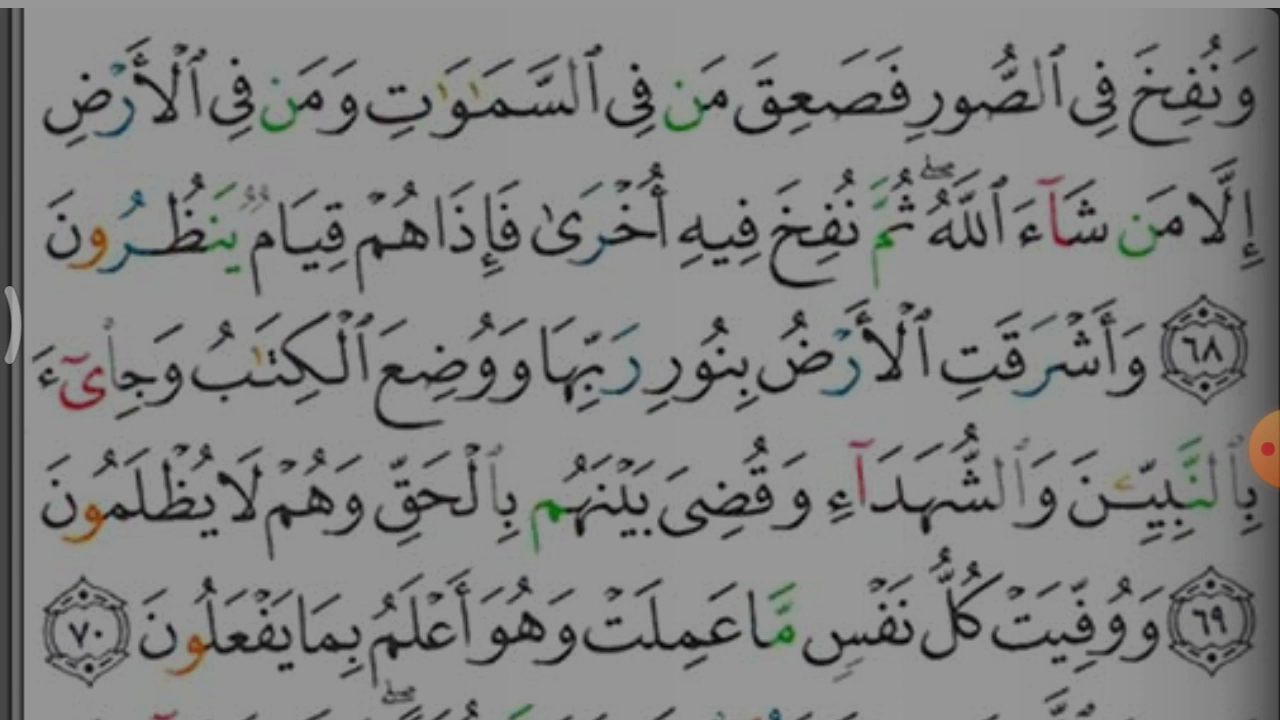 وَنُفِخَ فِى ٱلصُّورِ فَصَعِقَ مَن فِى ٱلسَّمَٰوَٰتِ وَمَن فِى ٱلْأَرْضِ
إِلَّا مَن شَآءَ ٱللَّهُ ۖ ثُمَّ نُفِخَ فِيهِ أُخْرَىٰ فَإِذَا هُمْ قِيَامٌ يَنظُرُونَ
٦٨ وَأَشْرَقَتِ ٱلْأَرْضُ بِنُورِ رَبِّهَا وَوُضِعَ ٱلْكِتَٰبُ وَجِا۟ىٓءَ
بِٱلنَّبِيِّـۧنَ وَٱلشُّهَدَآءِ وَقُضِىَ بَيْنَهُم بِٱلْحَقِّ وَهُمْ لَا يُظْلَمُونَ
٦٩ وَوُفِّيَتْ كُلُّ نَفْسٍ مَّا عَمِلَتْ وَهُوَ أَعْلَمُ بِمَا يَفْعَلُونَ ٧٠